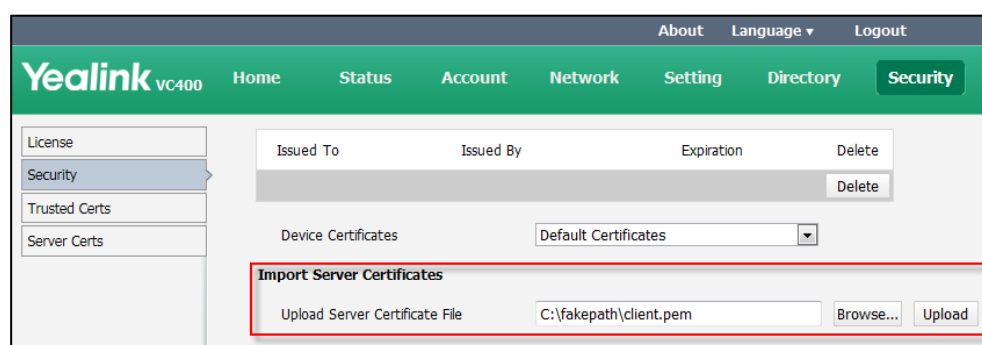 About Language ▾ Logout
Yealink VC400 Home Status Account Network Setting Directory Security
License
Security
Trusted Certs
Server Certs
Issued To Issued By Expiration Delete
Delete
Device Certificates Default Certificates
Import Server Certificates
Upload Server Certificate File C:\fakepath\client.pem Browse... Upload